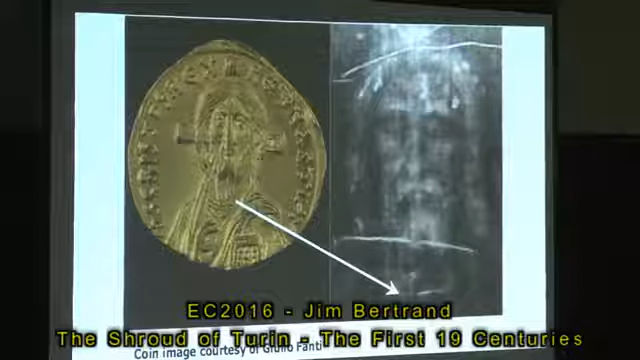 EC2016 - Jim Bertrand
The Shroud of Turin - The First 19 Centuries
Coin image courtesy of Giulio Fanti